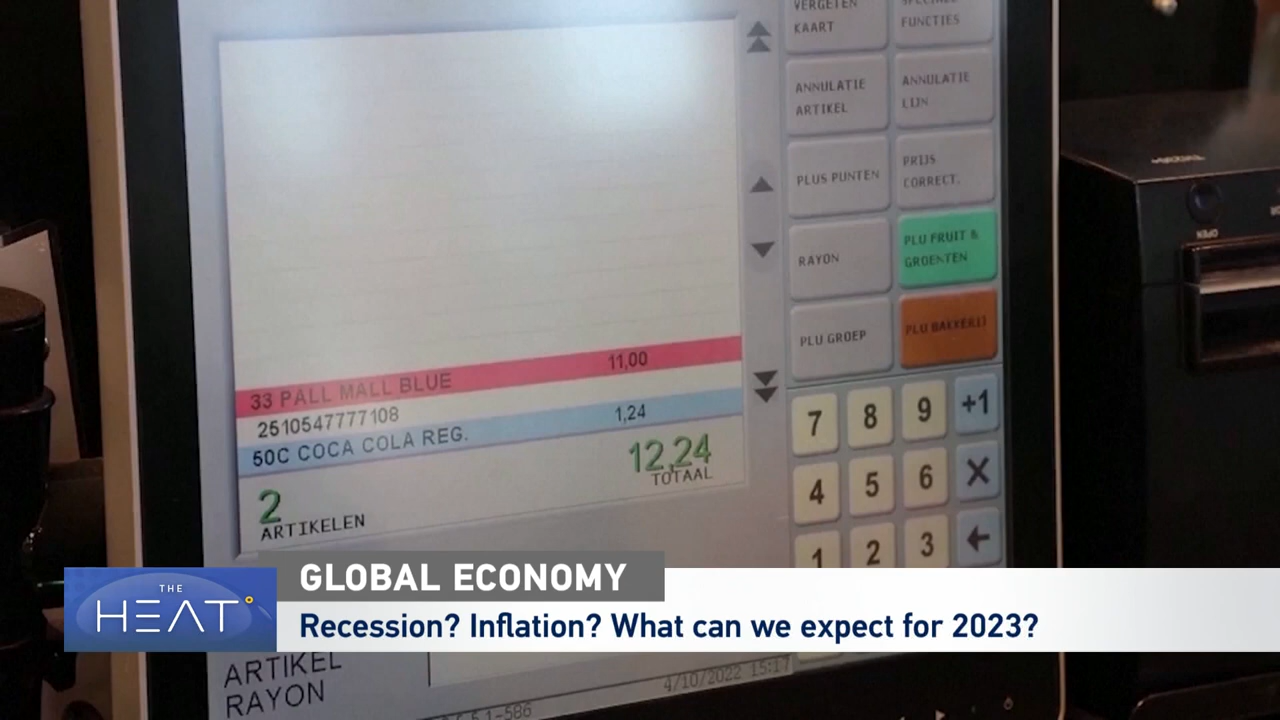 VERGETEN
KAART
FUNCTIES
ANNULATIE
ARTIKEL
ANNULATIE
LIJN
PLUS PUNTEN
PRIJS
CORRECT.
RAYON
PLU FRUIT &
GROENTEN
PLU GROEP
PLU BAKKERIJ
33 PALL MALL BLUE 11,00
2510547777108
50C COCA COLA REG. 1,24
12,24
TOTAAL
2
ARTIKELEN
7 8 9 +1
4 5 6 X
1 2 3
OPEN
GLOBAL ECONOMY
THE
HEAT
Recession? Inflation? What can we expect for 2023?
ARTIKEL
RAYON
4/10/2022 15:17